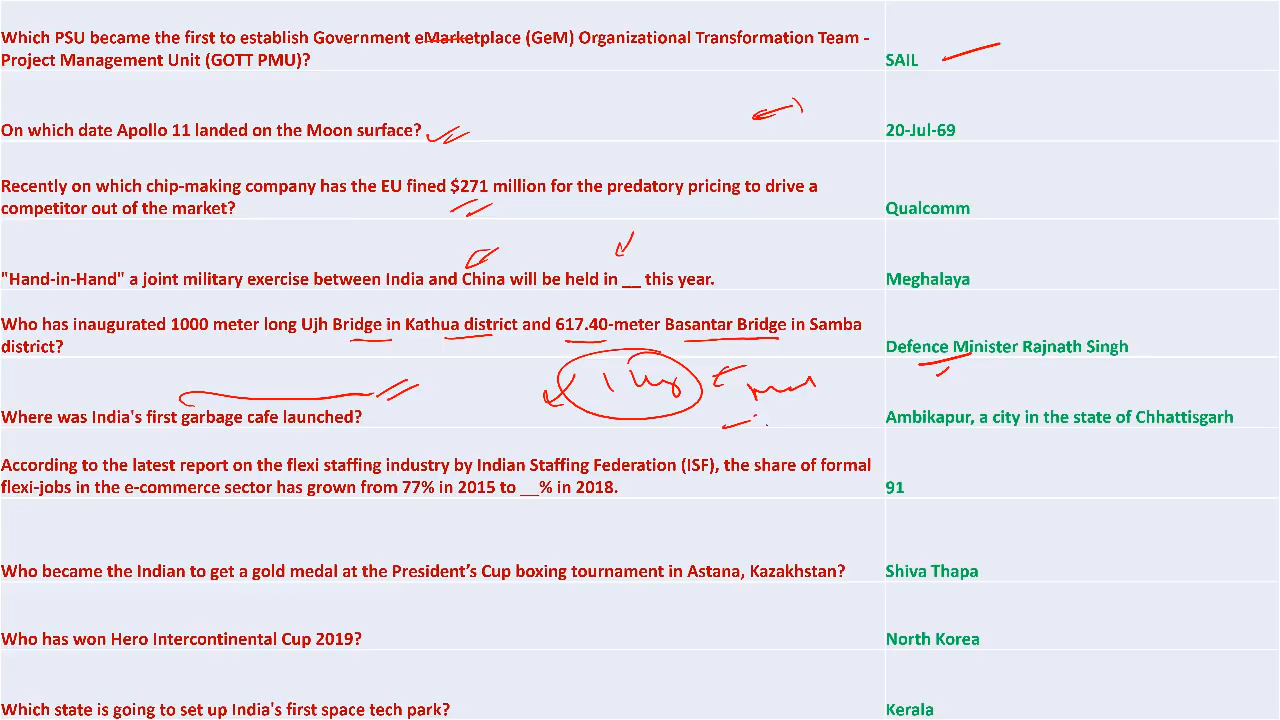 Which PSU became the first to establish Government eMarketplace (GeM) Organizational Transformation Team -
Project Management Unit (GOTT PMU)?
SAIL
On which date Apollo 11 landed on the Moon surface?
20-Jul-69
Recently on which chip-making company has the EU fined $271 million for the predatory pricing to drive a
competitor out of the market?
Qualcomm
"Hand-in-Hand" a joint military exercise between India and China will be held in __ this year.
Meghalaya
Who has inaugurated 1000 meter long Ujh Bridge in Kathua district and 617.40-meter Basantar Bridge in Samba
district?
Defence Minister Rajnath Singh
Where was India's first garbage cafe launched?
Ambikapur, a city in the state of Chhattisgarh
According to the latest report on the flexi staffing industry by Indian Staffing Federation (ISF), the share of formal
flexi-jobs in the e-commerce sector has grown from 77% in 2015 to __% in 2018.
91
Who became the Indian to get a gold medal at the President’s Cup boxing tournament in Astana, Kazakhstan?
Shiva Thapa
Who has won Hero Intercontinental Cup 2019?
North Korea
Which state is going to set up India's first space tech park?
Kerala